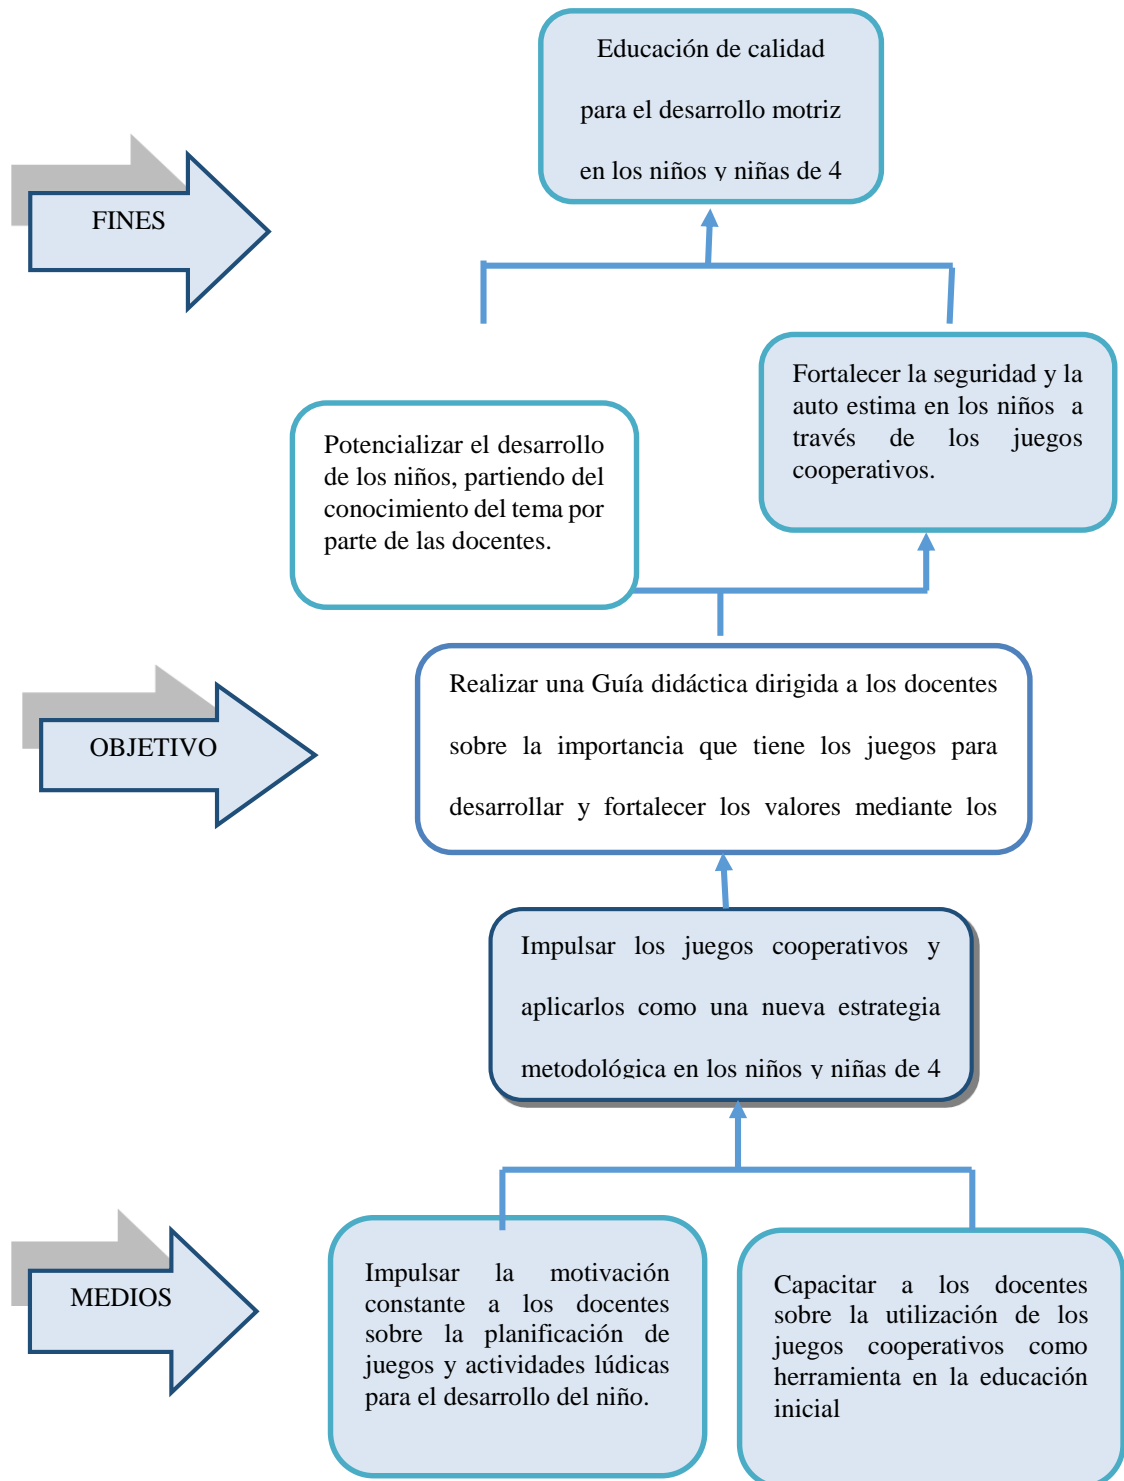 Educación de calidad
para el desarrollo motriz
en los niños y niñas de 4
FINES
Fortalecer la seguridad y la
auto estima en los niños a
través de los juegos
cooperativos.
Potencializar el desarrollo
de los niños, partiendo del
conocimiento del tema por
parte de las docentes.
Realizar una Guía didáctica dirigida a los docentes
sobre la importancia que tiene los juegos para
desarrollar y fortalecer los valores mediante los
OBJETIVO
Impulsar los juegos cooperativos y
aplicarlos como una nueva estrategia
metodológica en los niños y niñas de 4
MEDIOS
Impulsar la motivación
constante a los docentes
sobre la planificación de
juegos y actividades lúdicas
para el desarrollo del niño.
Capacitar a los docentes
sobre la utilización de los
juegos cooperativos como
herramienta en la educación
inicial